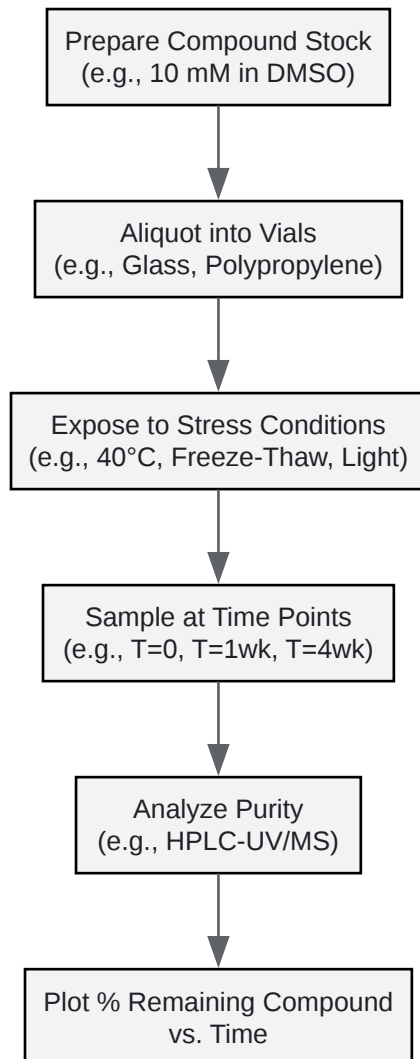 Prepare Compound Stock
(e.g., 10 mM in DMSO)
Aliquot into Vials
(e.g., Glass, Polypropylene)
Expose to Stress Conditions
(e.g., 40°C, Freeze-Thaw, Light)
Sample at Time Points
(e.g., T=0, T=1wk, T=4wk)
Analyze Purity
(e.g., HPLC-UV/MS)
Plot % Remaining Compound
vs. Time